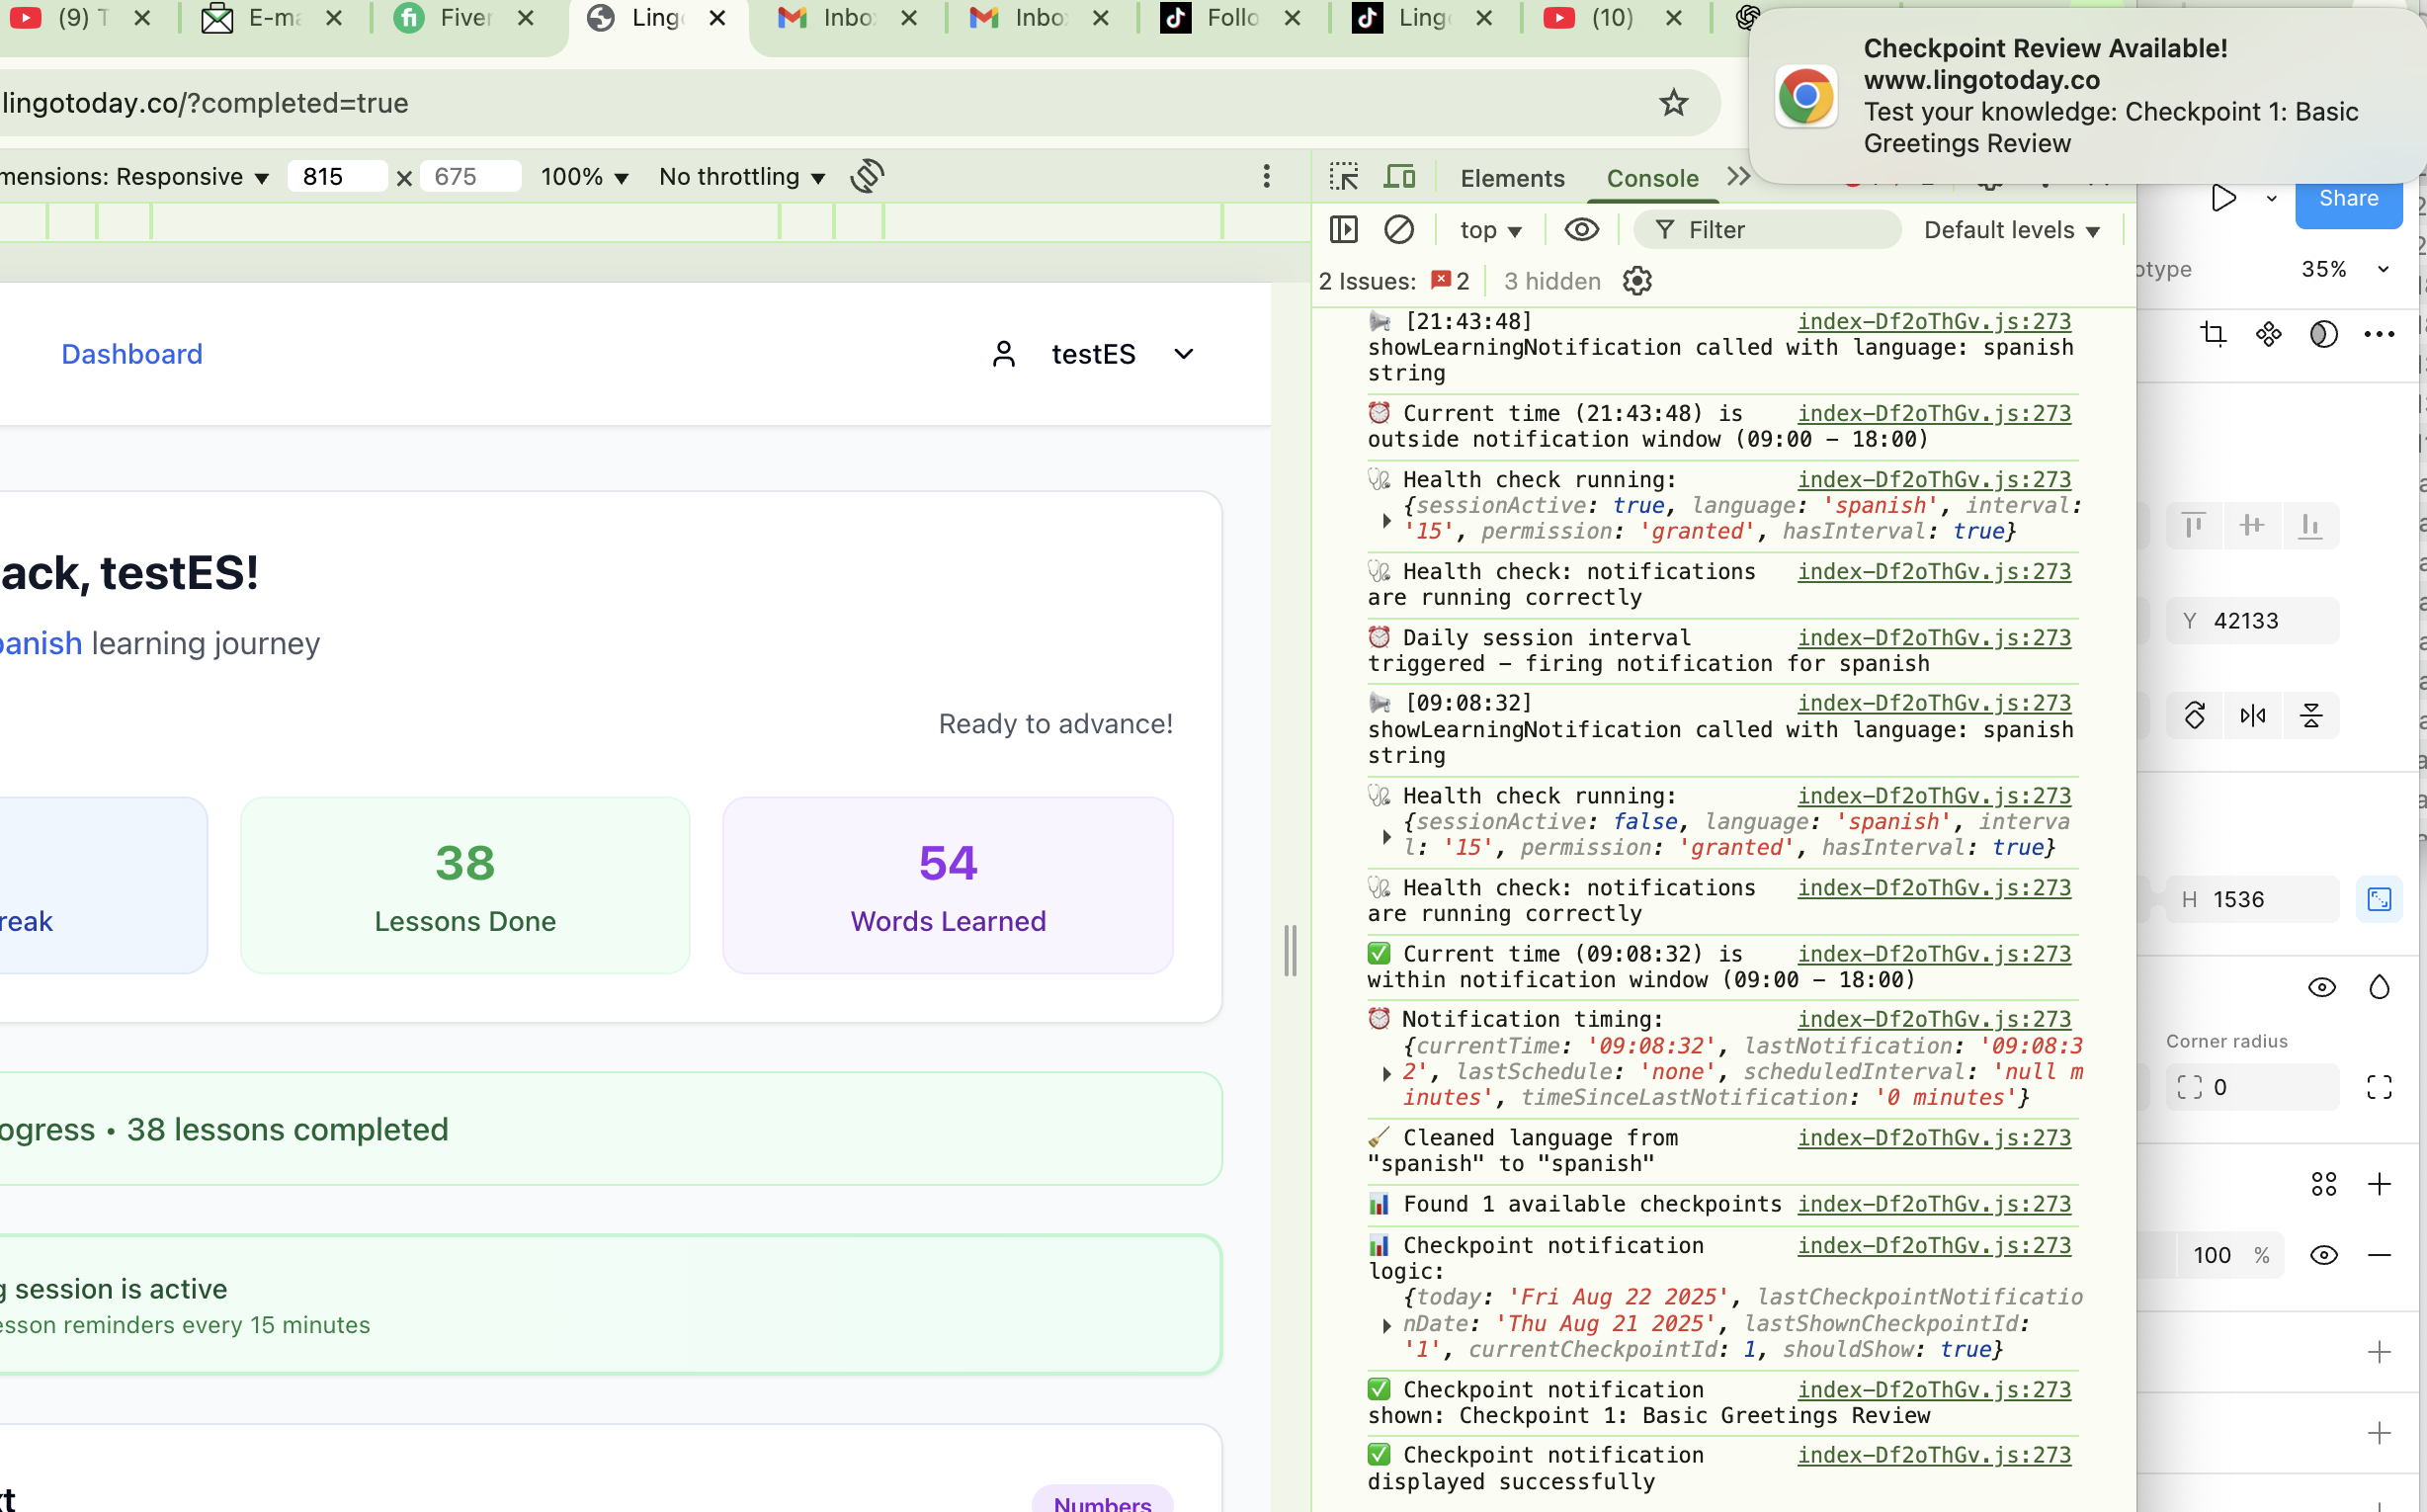 (9) T
E-ma
Fiver
Ling
Inbo
Inbo
Follo
Ling
(10)
Checkpoint Review Available!
www.lingotoday.co
Test your knowledge: Checkpoint 1: Basic
Greetings Review
lingotoday.co/?completed=true
mensions: Responsive ▼ 815 × 675 100% ▼ No throttling ▼
Elements Console
top ▼ Filter Default levels ▼
2 Issues: 2 3 hidden
Share
otype 35%
Dashboard
testES
ack, testES!
panish learning journey
Ready to advance!
reak
38
Lessons Done
54
Words Learned
ogress • 38 lessons completed
g session is active
esson reminders every 15 minutes
xt
Numbers
[21:43:48] index-Df2oThGv.js:273
showLearningNotification called with language: spanish
string
Current time (21:43:48) is index-Df2oThGv.js:273
outside notification window (09:00 – 18:00)
Health check running: index-Df2oThGv.js:273
{sessionActive: true, language: 'spanish', interval:
'15', permission: 'granted', hasInterval: true}
Health check: notifications index-Df2oThGv.js:273
are running correctly
Daily session interval index-Df2oThGv.js:273
triggered – firing notification for spanish
[09:08:32] index-Df2oThGv.js:273
showLearningNotification called with language: spanish
string
Health check running: index-Df2oThGv.js:273
{sessionActive: false, language: 'spanish', interva
l: '15', permission: 'granted', hasInterval: true}
Health check: notifications index-Df2oThGv.js:273
are running correctly
Current time (09:08:32) is index-Df2oThGv.js:273
within notification window (09:00 – 18:00)
Notification timing: index-Df2oThGv.js:273
{currentTime: '09:08:32', lastNotification: '09:08:3
2', lastSchedule: 'none', scheduledInterval: 'null m
inutes', timeSinceLastNotification: '0 minutes'}
Cleaned language from index-Df2oThGv.js:273
"spanish" to "spanish"
Found 1 available checkpoints index-Df2oThGv.js:273
Checkpoint notification index-Df2oThGv.js:273
logic:
{today: 'Fri Aug 22 2025', lastCheckpointNotificatio
nDate: 'Thu Aug 21 2025', lastShownCheckpointId:
'1', currentCheckpointId: 1, shouldShow: true}
Checkpoint notification index-Df2oThGv.js:273
shown: Checkpoint 1: Basic Greetings Review
Checkpoint notification index-Df2oThGv.js:273
displayed successfully
Y 42133
H 1536
Corner radius
0
100 %